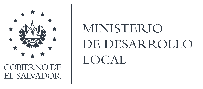 MINISTERIO
DE DESARROLLO
LOCAL
GOBIERNO DE
EL SALVADOR